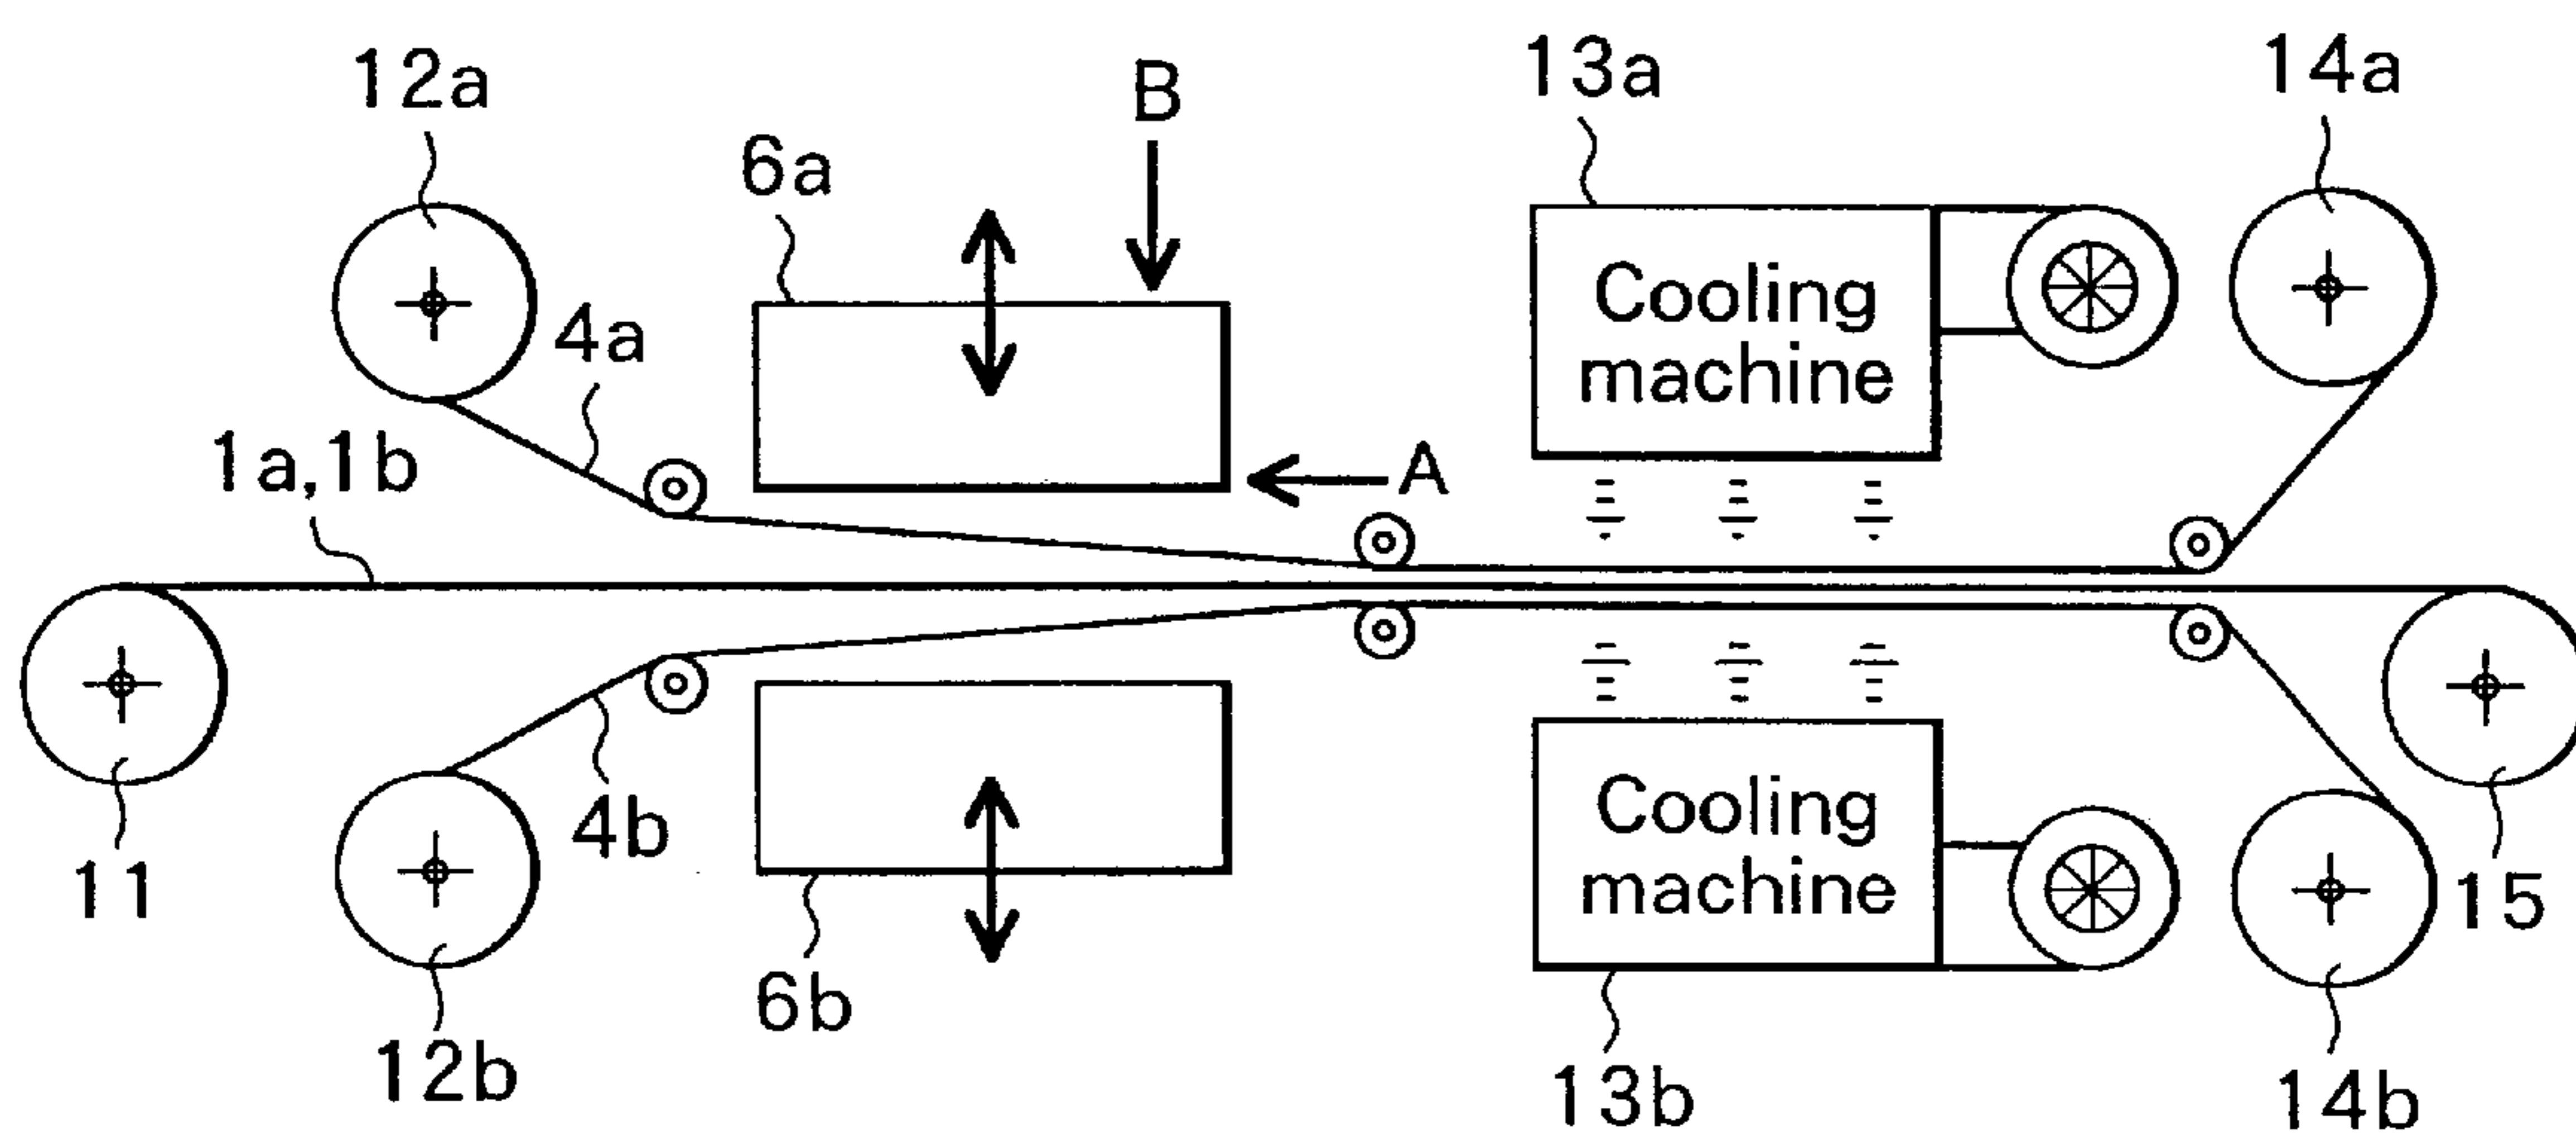 12a
B
13a
14a
6a
4a
Cooling
machine
1a,1b
A
4b
Cooling
machine
11
15
6b
12b
13b
14b